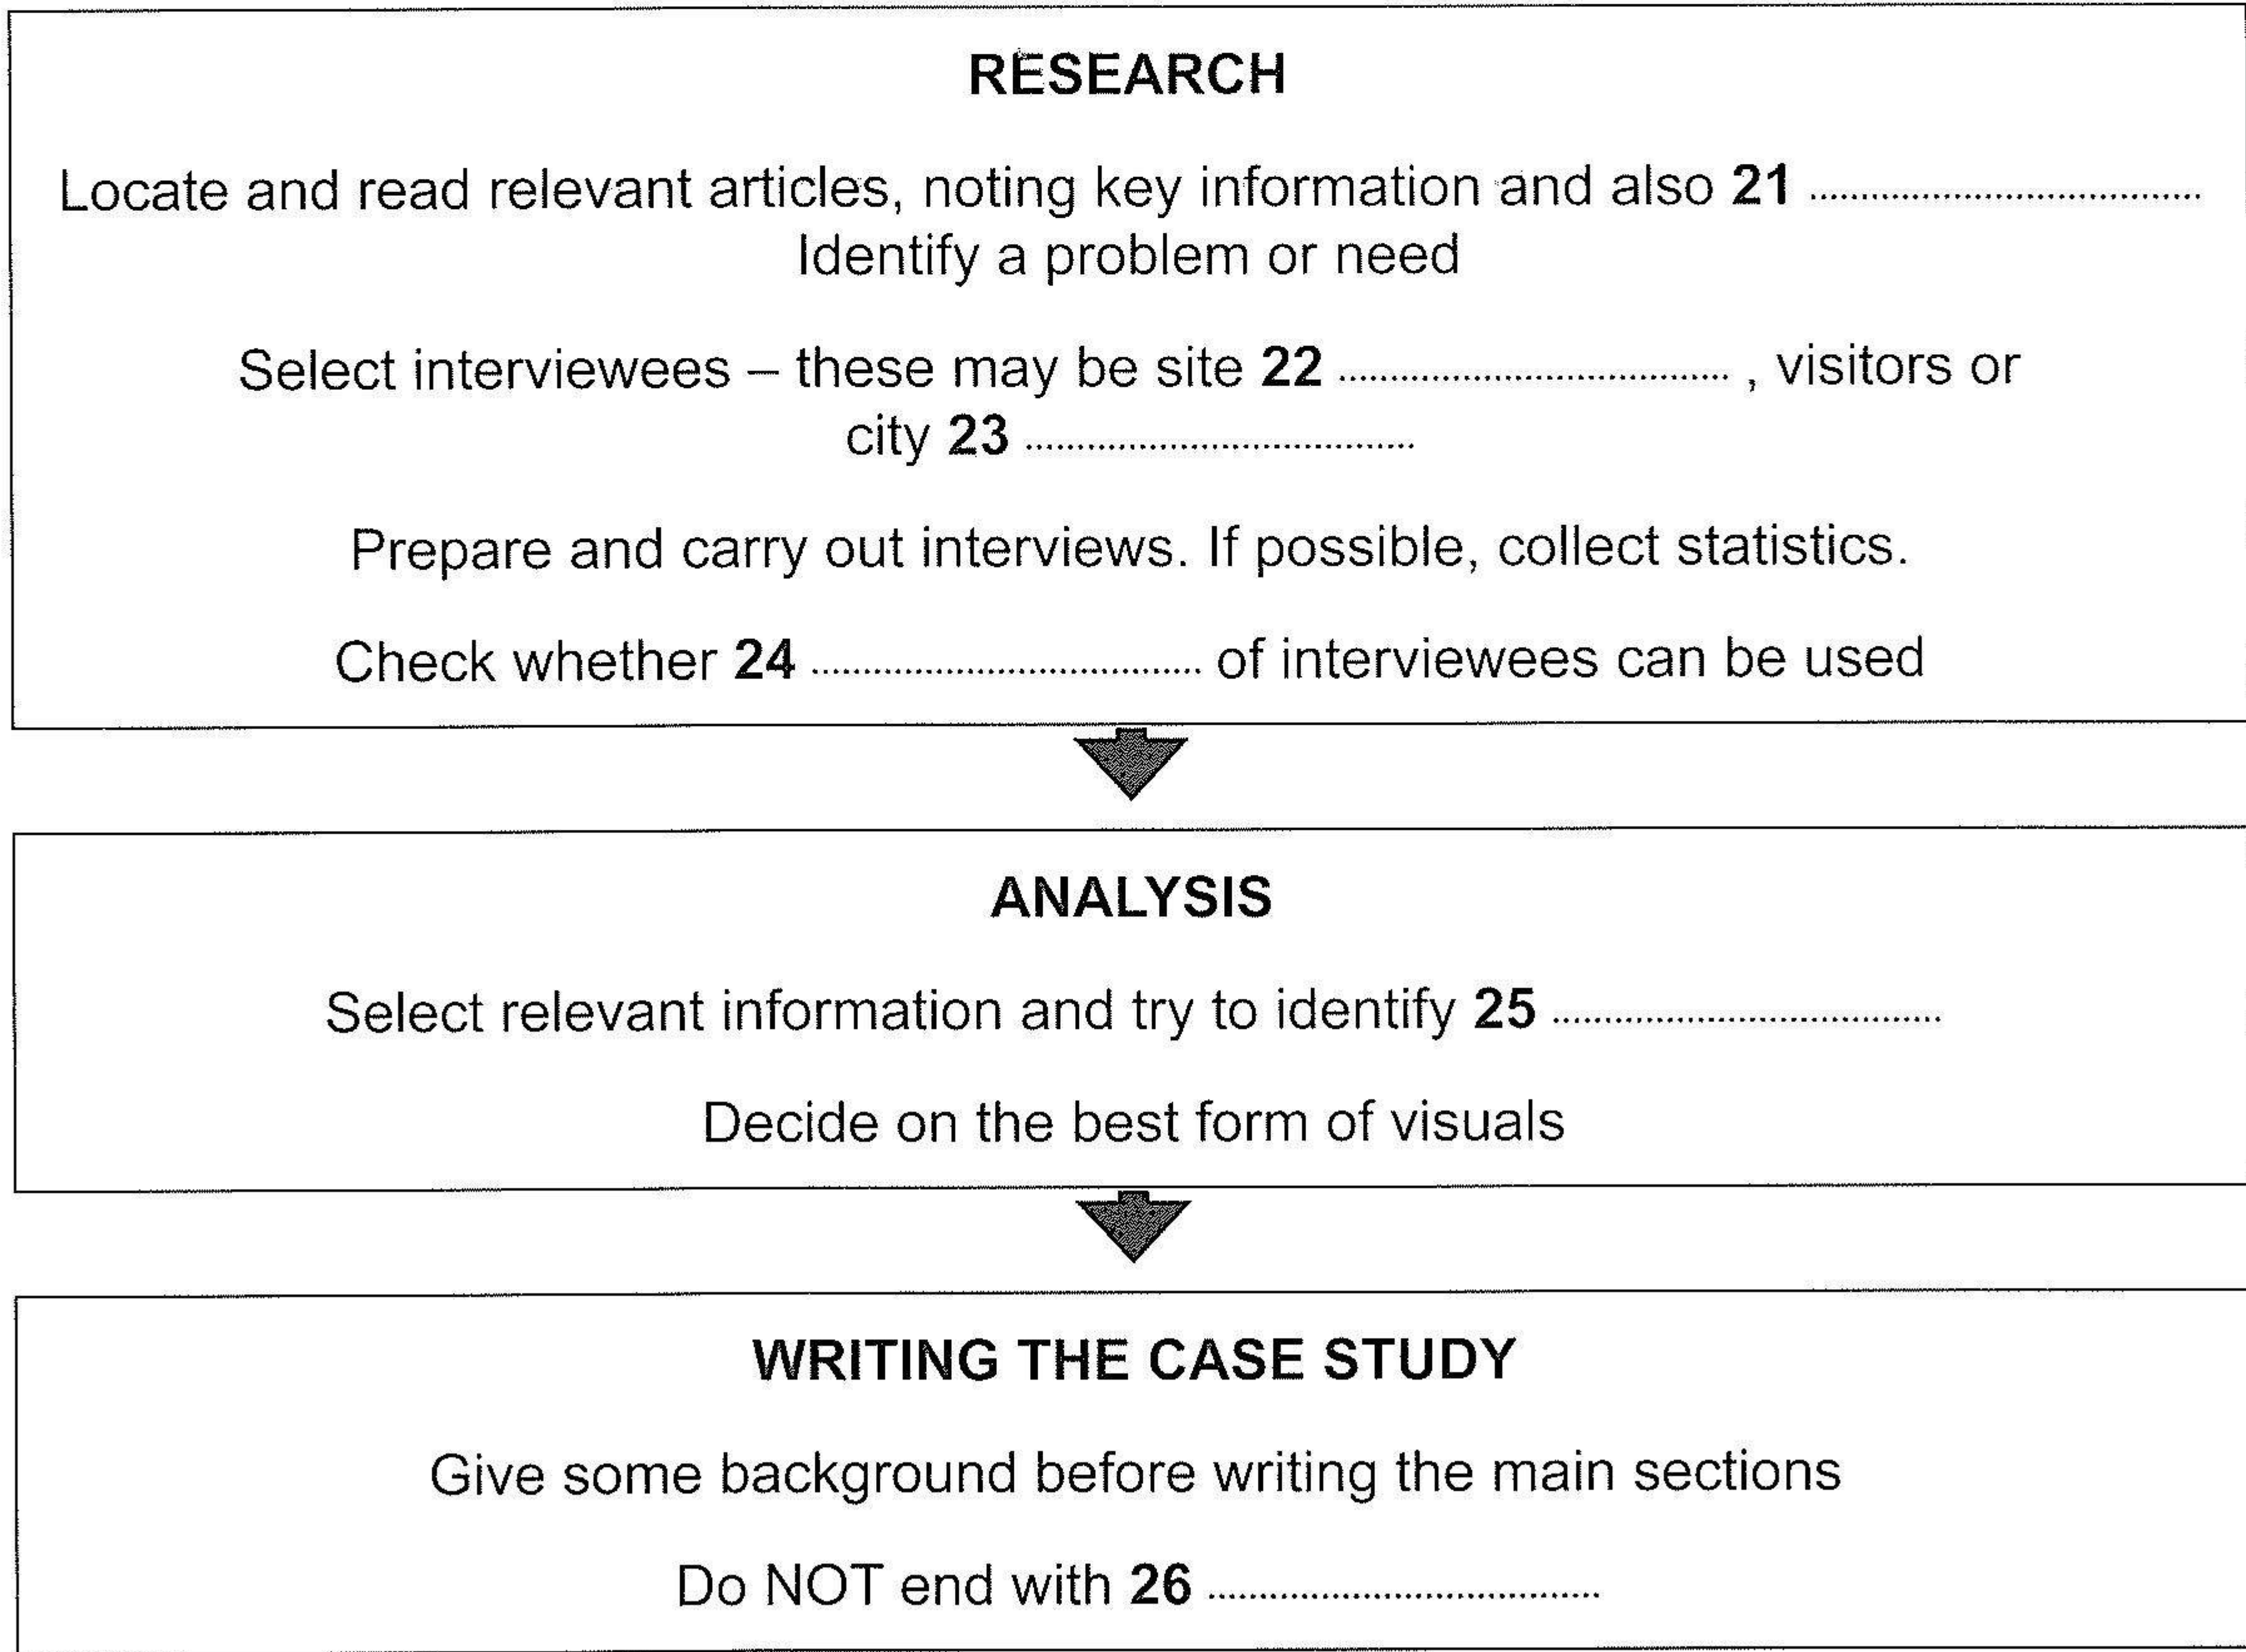 RESEARCH
Locate and read relevant articles, noting key information and also 21 ........................................
Identify a problem or need
Select interviewees – these may be site 22 ........................................ , visitors or
city 23 ........................................
Prepare and carry out interviews. If possible, collect statistics.
Check whether 24 ........................................ of interviewees can be used
ANALYSIS
Select relevant information and try to identify 25 ........................................
Decide on the best form of visuals
WRITING THE CASE STUDY
Give some background before writing the main sections
Do NOT end with 26 ........................................